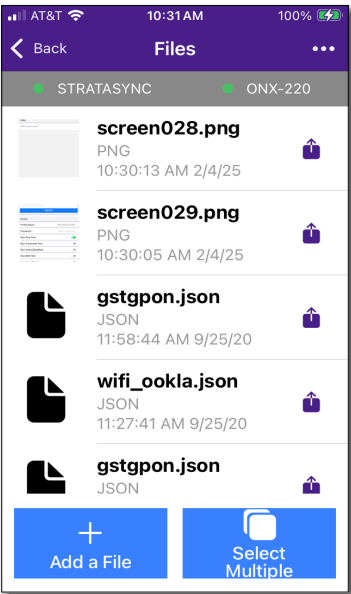 AT&T 10:31 AM 100%
Back Files
STRATASYNC ONX-220
screen028.png
PNG
10:30:13 AM 2/4/25
screen029.png
PNG
10:30:05 AM 2/4/25
gstgpon.json
JSON
11:58:44 AM 9/25/20
wifi_ookla.json
JSON
11:27:41 AM 9/25/20
gstgpon.json
JSON
Add a File
Select
Multiple